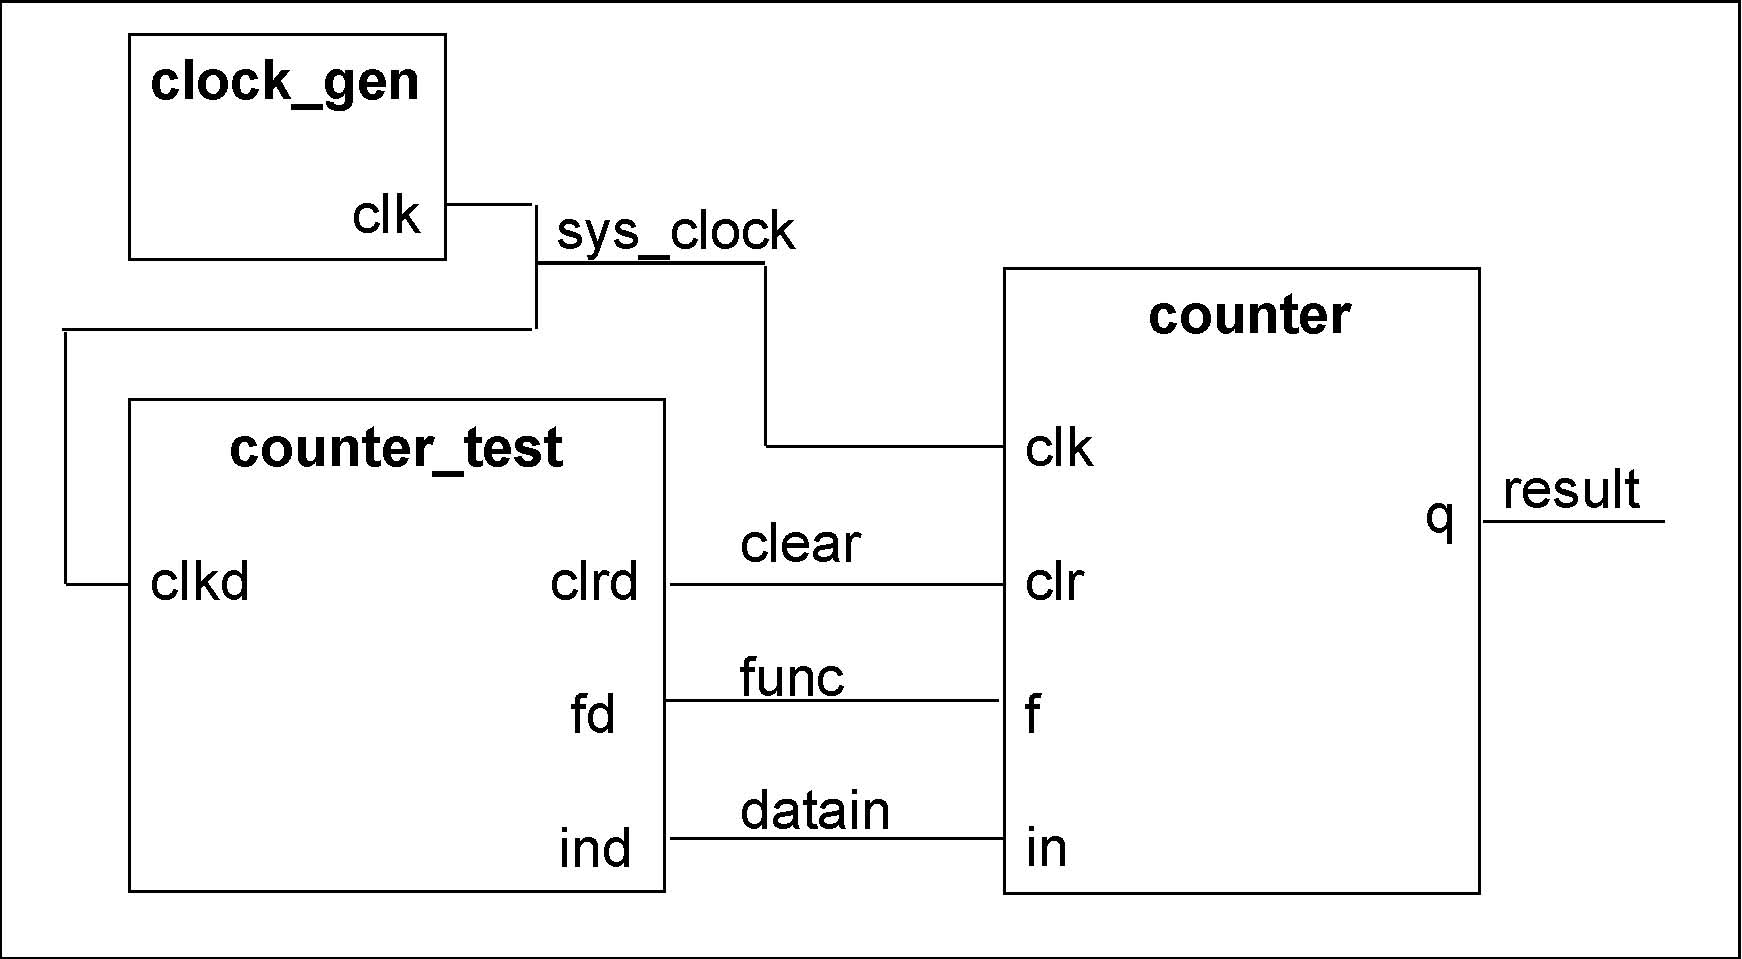 clock_gen
clk
sys_clock
counter
counter_test
clk
result
q
clear
clkd
clrd
clr
func
fd
f
datain
ind
in